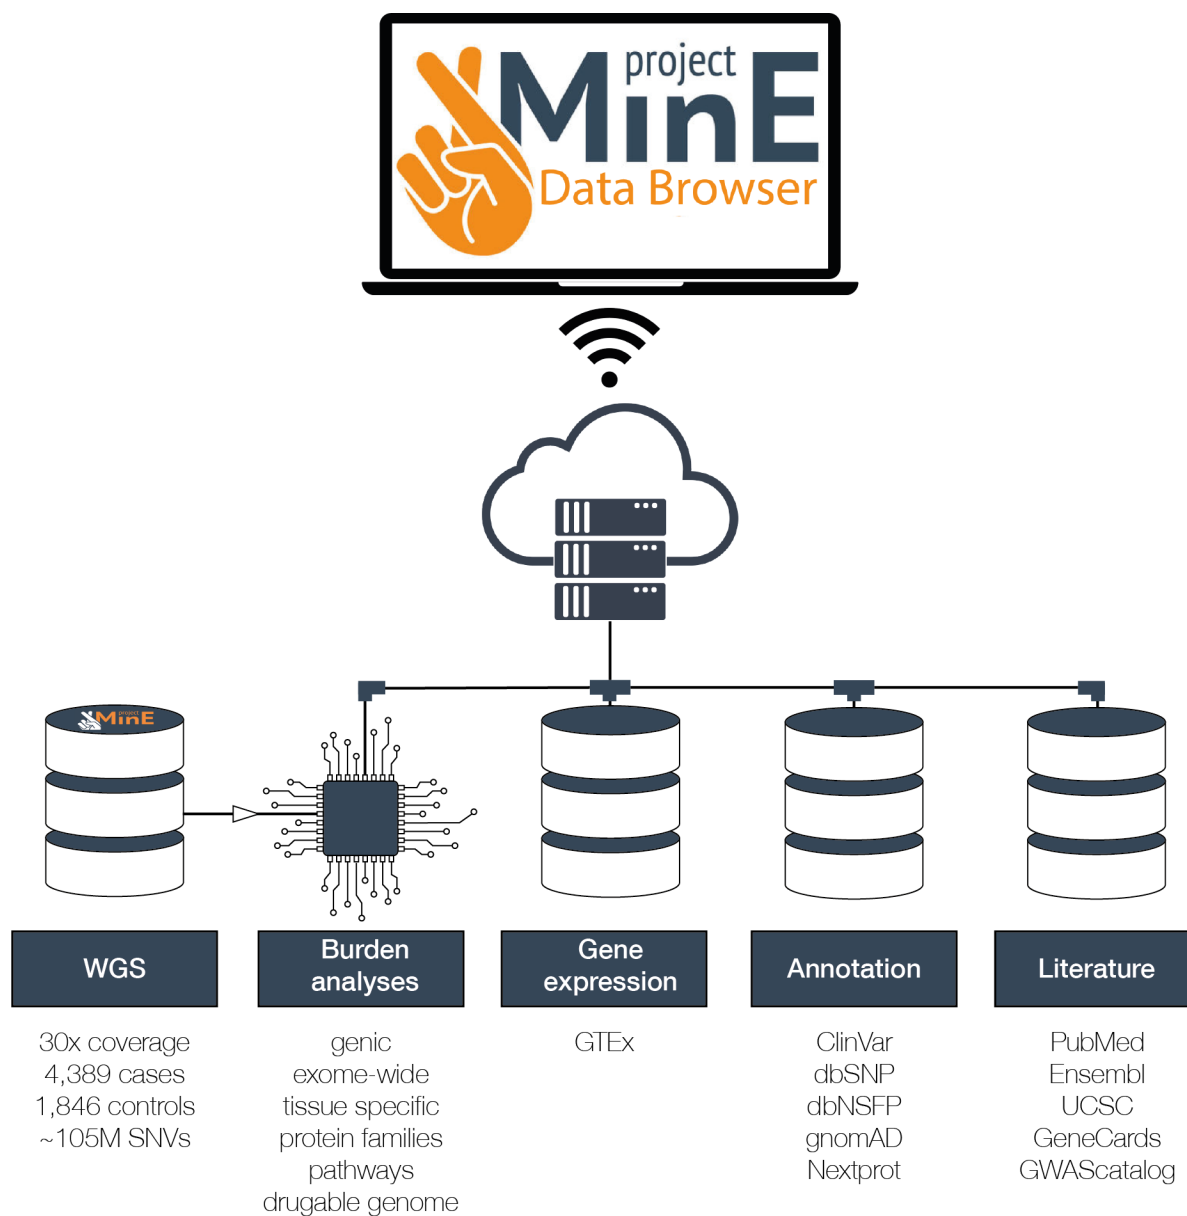 project
MinE
Data Browser
project
MinE
WGS
30x coverage
4,389 cases
1,846 controls
~105M SNVs
Burden
analyses
genic
exome-wide
tissue specific
protein families
pathways
drugable genome
Gene
expression
GTEx
Annotation
ClinVar
dbSNP
dbNSFP
gnomAD
Nextprot
Literature
PubMed
Ensembl
UCSC
GeneCards
GWAScatalog